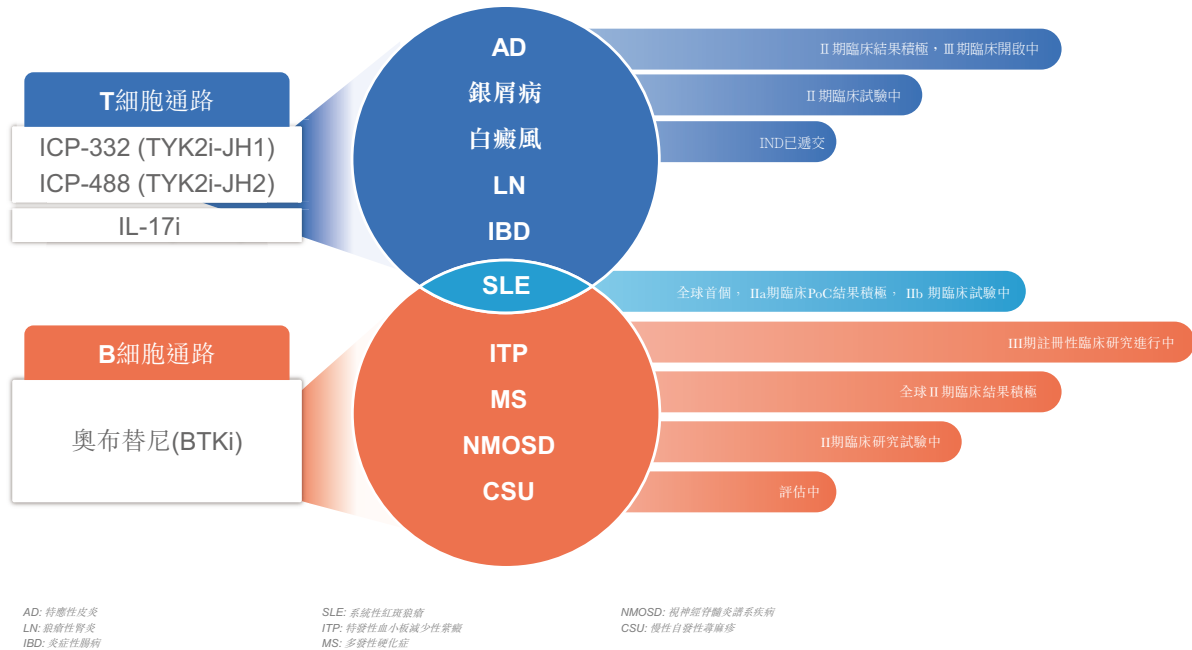 T細胞通路
ICP-332 (TYK2i-JH1)
ICP-488 (TYK2i-JH2)
IL-17i
AD
銀屑病
白癜風
LN
IBD
SLE
II期臨床結果積極，III期臨床開啟中
II期臨床試驗中
IND已遞交
全球首個， IIa期臨床PoC結果積極， IIb 期臨床試驗中
B細胞通路
奧布替尼(BTKi)
ITP
MS
NMOSD
CSU
III期註冊性臨床研究進行中
全球II期臨床結果積極
II期臨床研究試驗中
評估中
AD: 特應性皮炎
LN: 狼瘡性腎炎
IBD: 炎症性腸病
SLE: 系統性紅斑狼瘡
ITP: 特發性血小板減少性紫癜
MS: 多發性硬化症
NMOSD: 視神經脊髓炎譜系疾病
CSU: 慢性自發性蕁麻疹